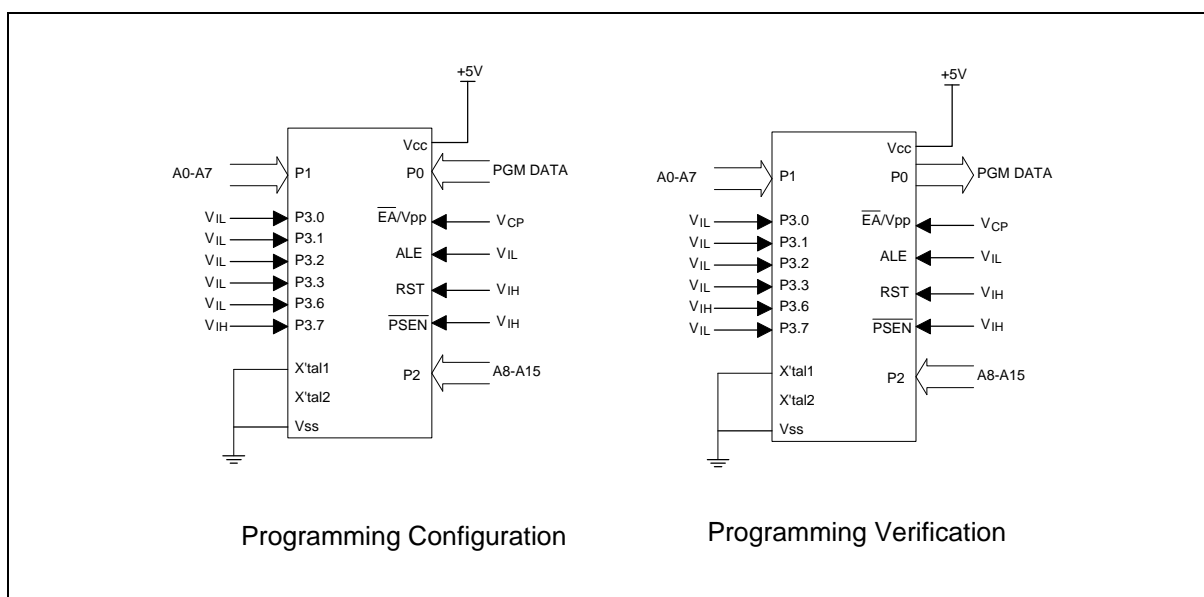 +5V
Vcc
A0-A7
P1
P0
PGM DATA
VIL
P3.0
EA/Vpp
VCP
VIL
P3.1
VIL
P3.2
ALE
VIL
VIL
P3.3
RST
VIH
VIL
P3.6
VIH
P3.7
PSEN
VIH
X'tal1
P2
A8-A15
X'tal2
Vss
Programming Configuration
+5V
Vcc
A0-A7
P1
P0
PGM DATA
VIL
P3.0
EA/Vpp
VCP
VIL
P3.1
VIL
P3.2
ALE
VIL
VIL
P3.3
RST
VIH
VIH
P3.6
VIL
P3.7
PSEN
VIH
X'tal1
P2
A8-A15
X'tal2
Vss
Programming Verification